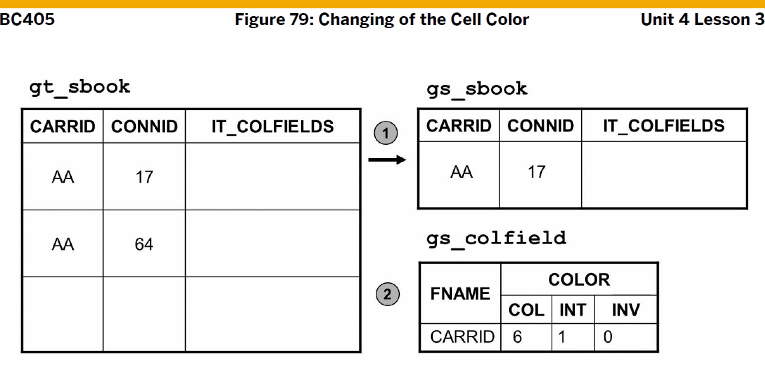 BC405 Figure 79: Changing of the Cell Color Unit 4 Lesson 3
gt_sbook
CARRID CONNID IT_COLFIELDS
AA 17
AA 64
1
gs_sbook
CARRID CONNID IT_COLFIELDS
AA 17
gs_colfield
2
FNAME COLOR
COL INT INV
CARRID 6 1 0